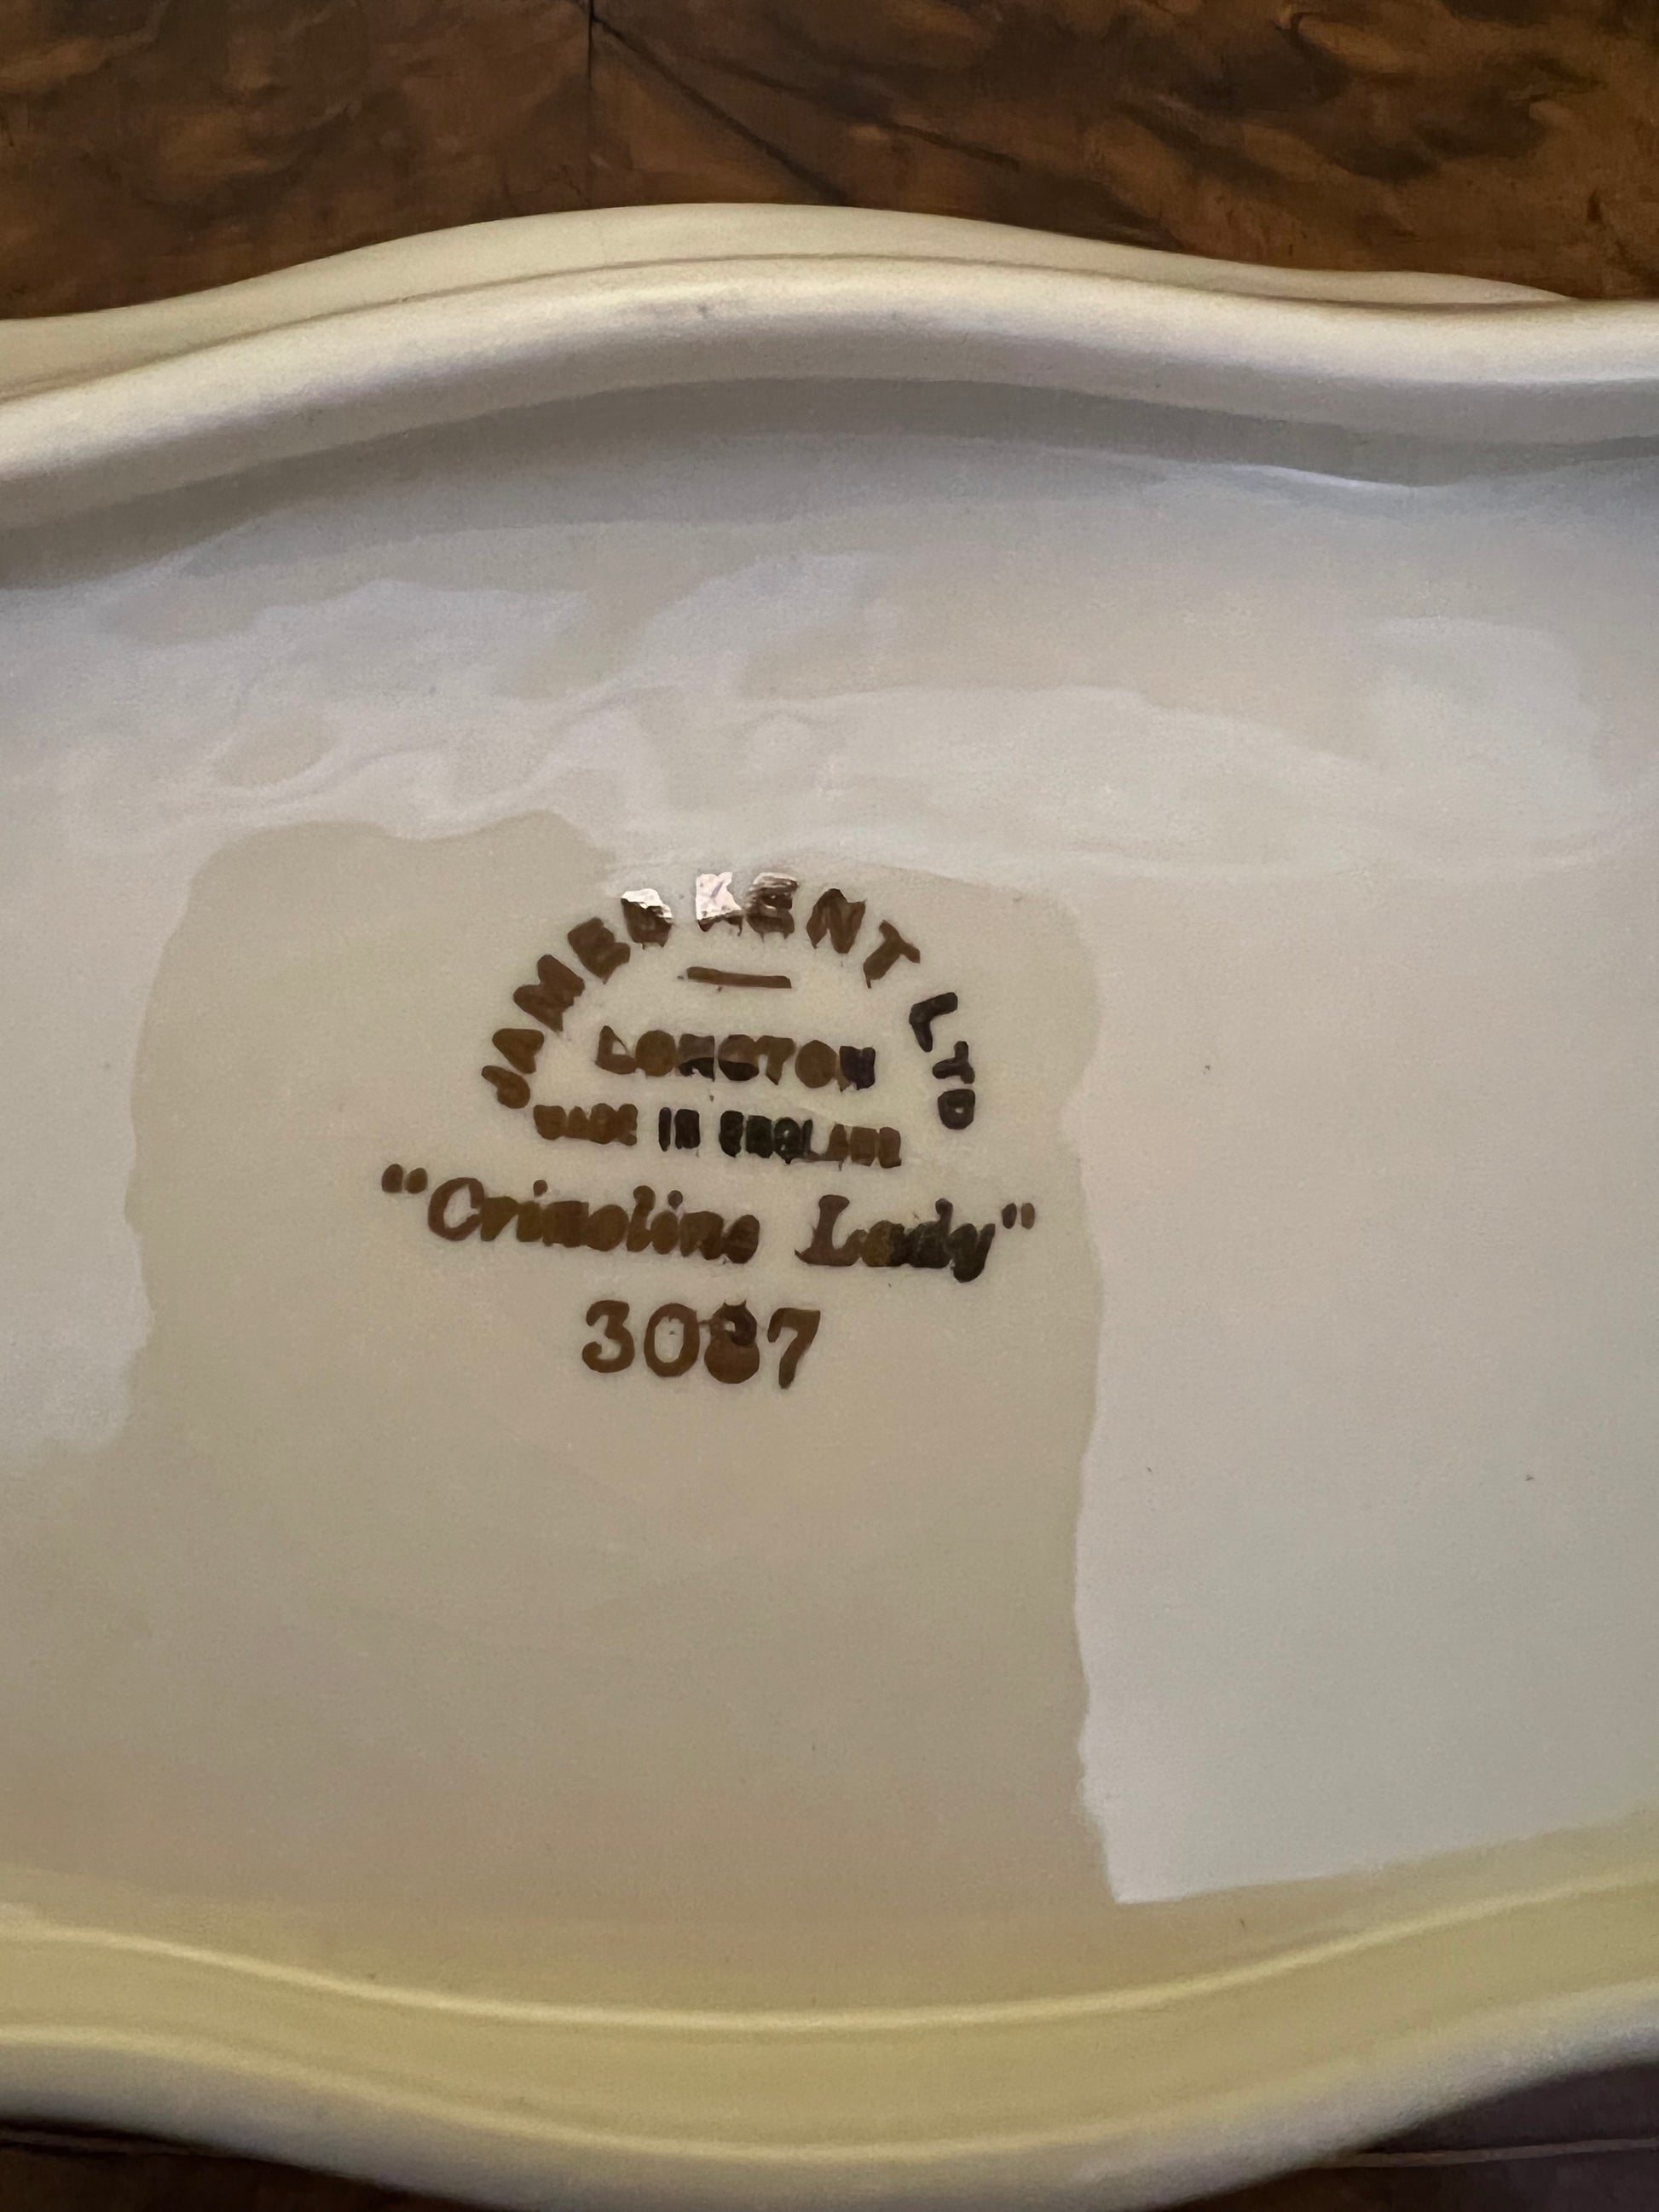 JAMES KENT LTD
LONGTON
MADE IN ENGLAND
"Crinoline Lady"
3087